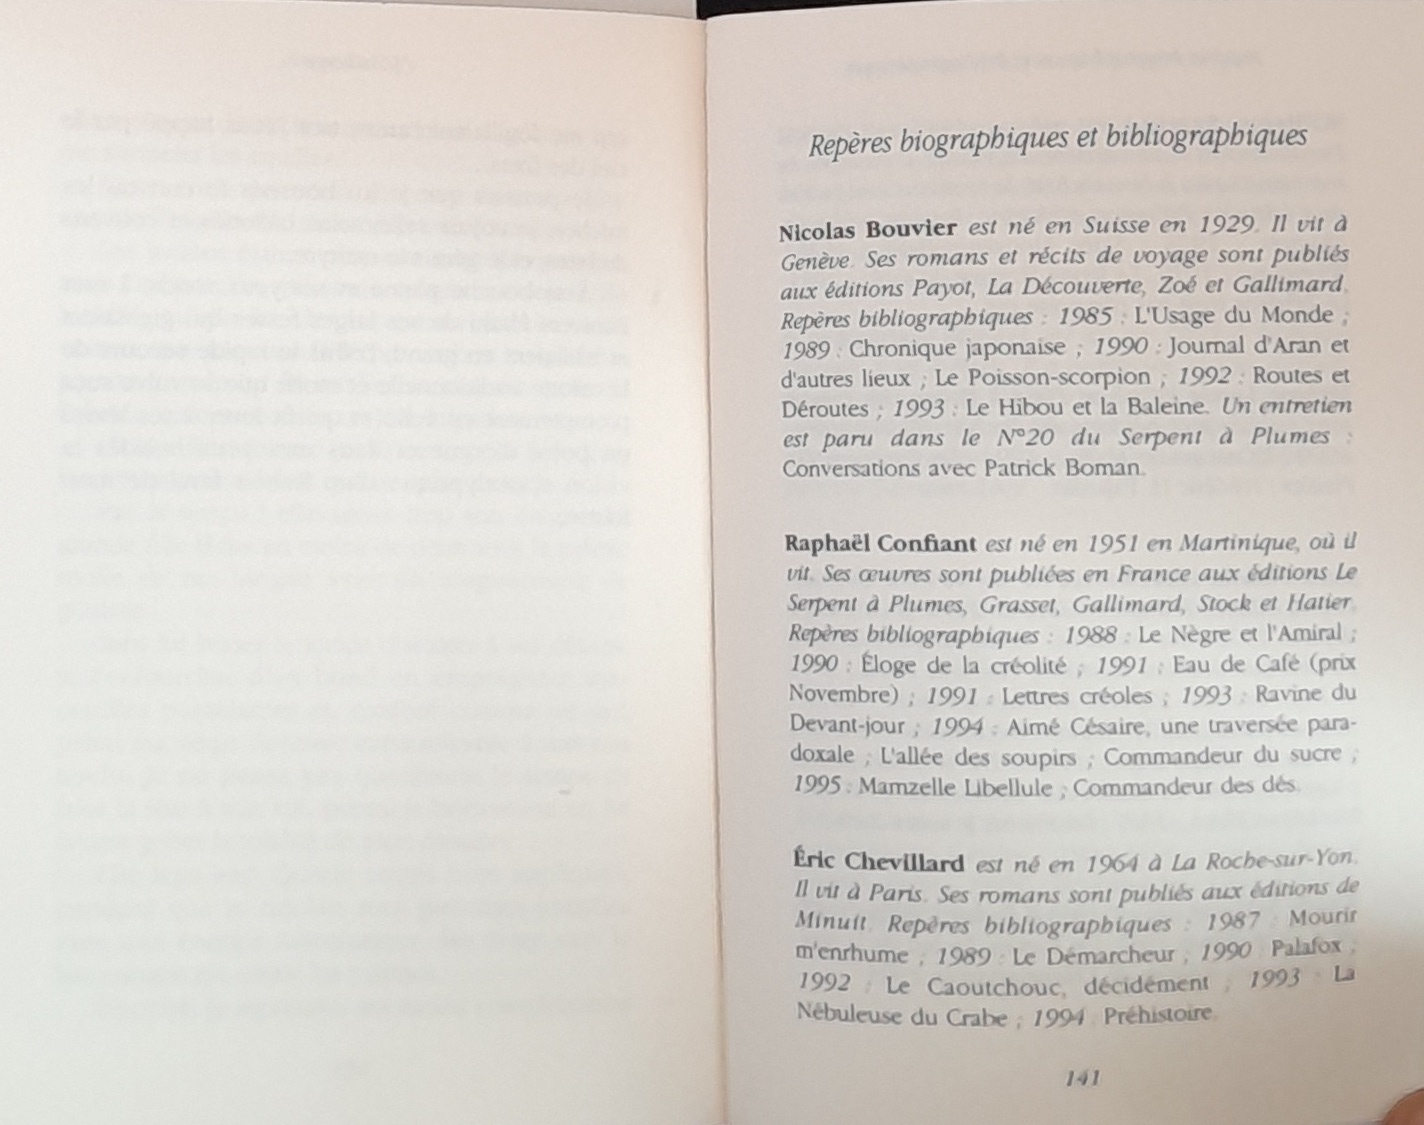 Repères biographiques et bibliographiques
Nicolas Bouvier est né en Suisse en 1929. Il vit à
Genève. Ses romans et récits de voyage sont publiés
aux éditions Payot, La Découverte, Zoé et Gallimard.
Repères bibliographiques : 1985 : L'Usage du Monde ;
1989 : Chronique japonaise ; 1990 : Journal d'Aran et
d'autres lieux ; Le Poisson-scorpion ; 1992 : Routes et
Déroutes ; 1993 : Le Hibou et la Baleine. Un entretien
est paru dans le N°20 du Serpent à Plumes :
Conversations avec Patrick Boman.
Raphaël Confiant est né en 1951 en Martinique, où il
vit. Ses œuvres sont publiées en France aux éditions Le
Serpent à Plumes, Grasset, Gallimard, Stock et Hatier.
Repères bibliographiques : 1988 : Le Nègre et l'Amiral ;
1990 : Éloge de la créolité ; 1991 : Eau de Café (prix
Novembre) ; 1991 : Lettres créoles ; 1993 : Ravine du
Devant-jour ; 1994 : Aimé Césaire, une traversée para-
doxale ; L'allée des soupirs ; Commandeur du sucre ;
1995 : Mamzelle Libellule ; Commandeur des dés.
Éric Chevillard est né en 1964 à La Roche-sur-Yon.
Il vit à Paris. Ses romans sont publiés aux éditions de
Minuit. Repères bibliographiques : 1987 : Mourir
m'enrhume ; 1989 : Le Démarcheur ; 1990 : Palafox ;
1992 : Le Caoutchouc, décidément ; 1993 : La
Nébuleuse du Crabe ; 1994 : Préhistoire.
141